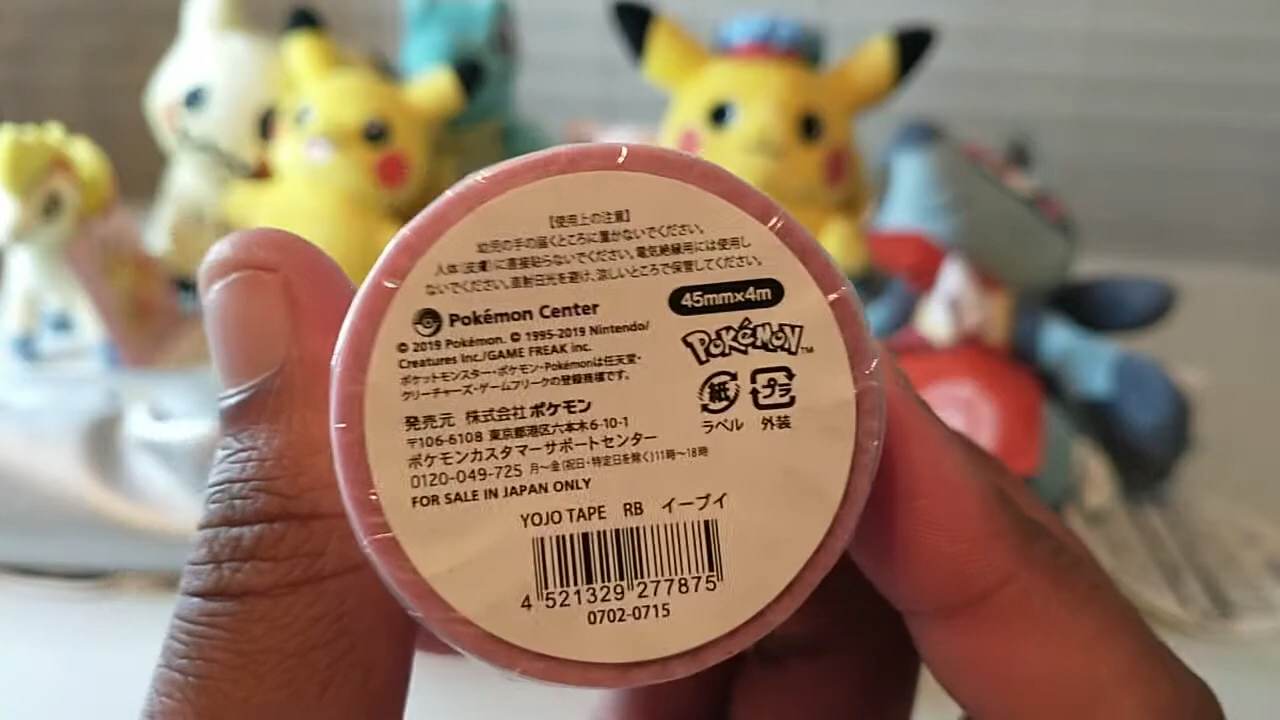 【使用上の注意】
幼児の手の届くところに置かないでください。
人体(皮膚)に直接貼らないでください。電気絶縁用には使用し
ないでください。直射日光を避け、涼しいところで保管してください。
45mm×4m
Pokémon Center
© 2019 Pokémon. © 1995-2019 Nintendo/
Creatures Inc./GAME FREAK inc.
ポケットモンスター・ポケモン・Pokémonは任天堂・
クリーチャーズ・ゲームフリークの登録商標です。
POKéMON TM
紙 プラ
ラベル 外装
発売元 株式会社ポケモン
〒106-6108 東京都港区六本木6-10-1
ポケモンカスタマーサポートセンター
0120-049-725 月〜金(祝日・特定日を除く)11時〜18時
FOR SALE IN JAPAN ONLY
YOJO TAPE RB イーブイ
4 521329 277875
0702-0715